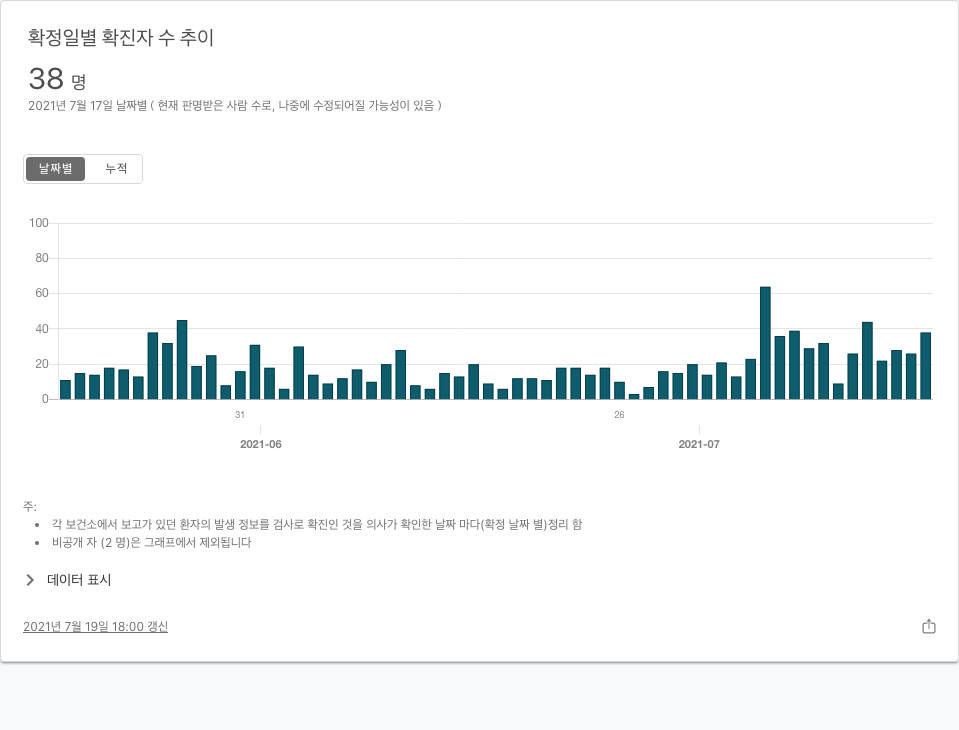 확정일별 확진자 수 추이
38 명
2021년 7월 17일 날짜별 ( 현재 판명받은 사람 수로, 나중에 수정되어질 가능성이 있음 )
날짜별 누적
100
80
60
40
20
0
31 26
2021-06 2021-07
주:
각 보건소에서 보고가 있던 환자의 발생 정보를 검사로 확진인 것을 의사가 확인한 날짜 마다(확정 날짜 별)정리 함
비공개 자 (2 명)은 그래프에서 제외됩니다
데이터 표시
2021년 7월 19일 18:00 갱신